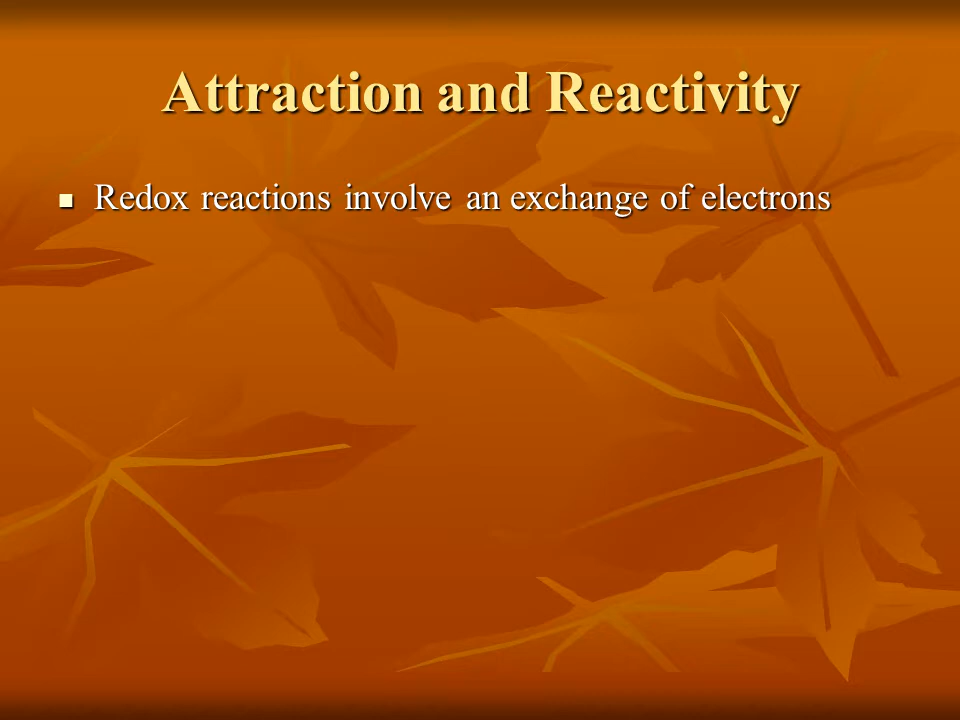 Attraction and Reactivity
Redox reactions involve an exchange of electrons